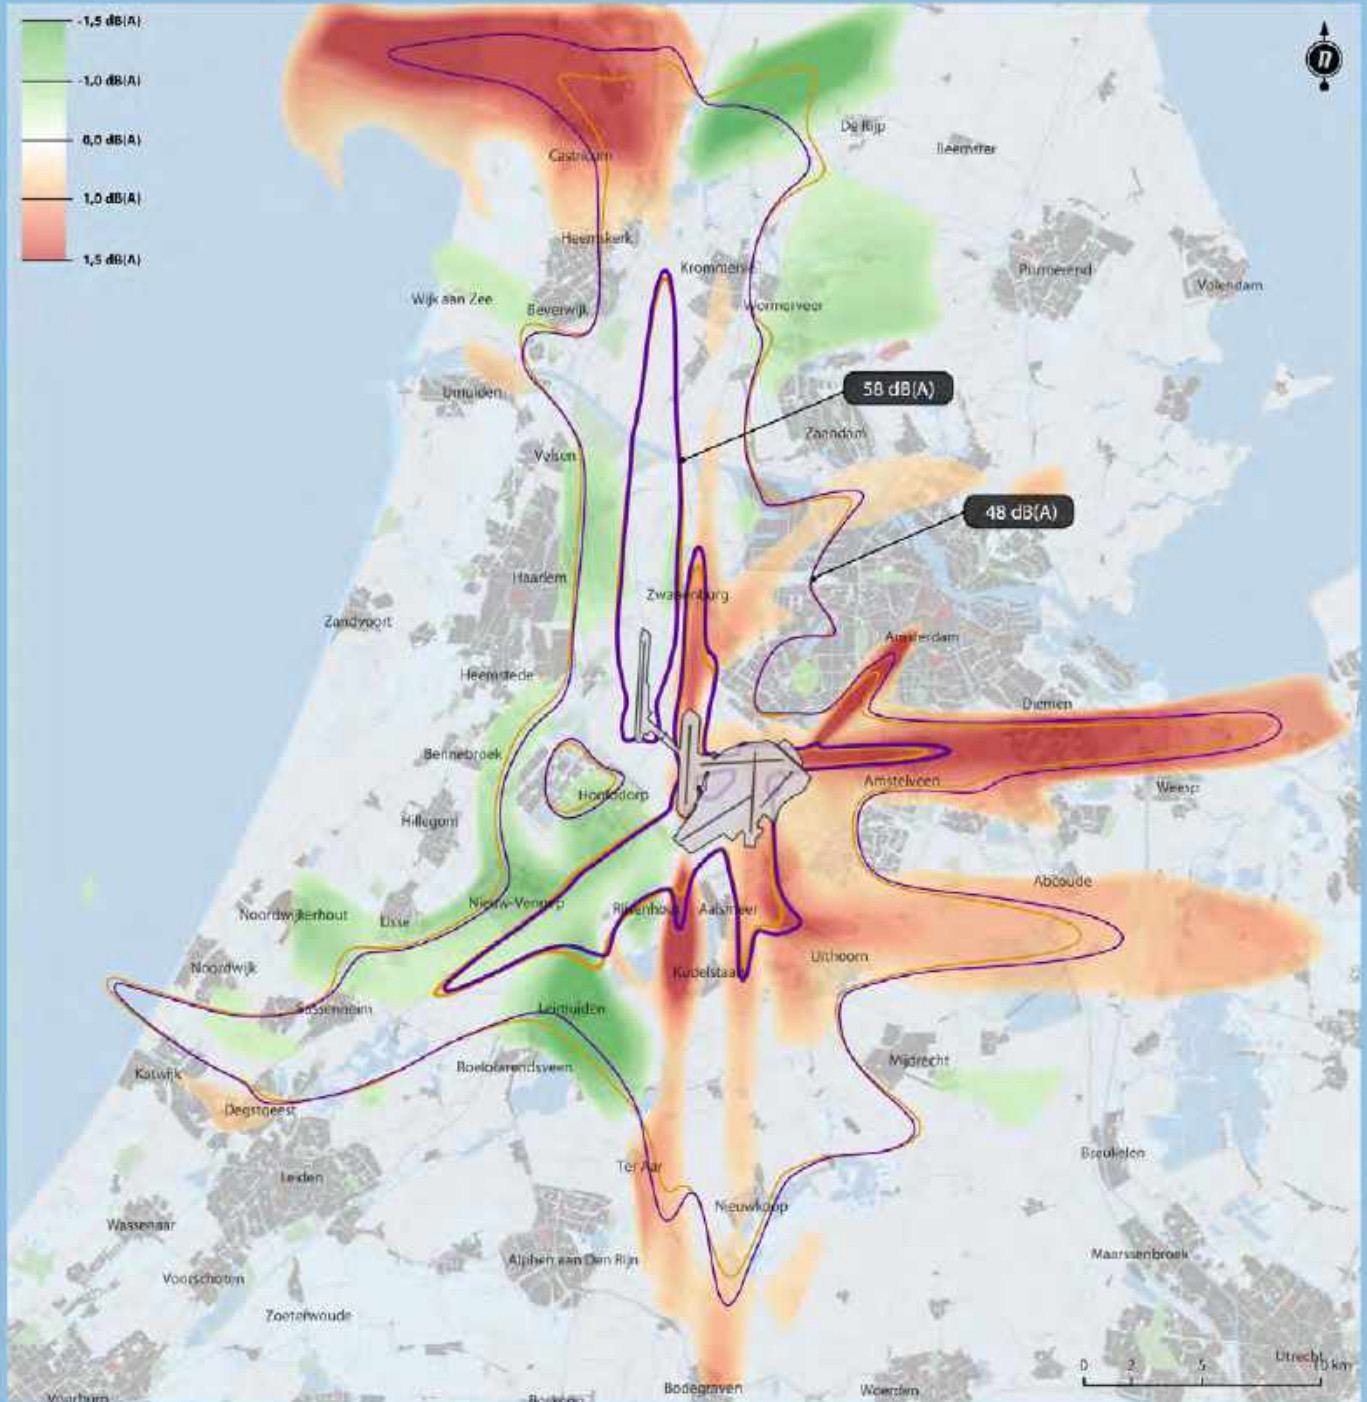 -1,5 dB(A)
-1,0 dB(A)
0,0 dB(A)
1,0 dB(A)
1,5 dB(A)
n
De Rijp
Beemster
Castricum
Heemskerk
Krommenie
Purmerend
Volendam
Wijk aan Zee
Beverwijk
Wormerveer
IJmuiden
58 dB(A)
Zaandam
Velsen
48 dB(A)
Haarlem
Zwanenburg
Zandvoort
Amsterdam
Heemstede
Diemen
Bennebroek
Amstelveen
Weesp
Hoofddorp
Hillegom
Abcoude
Nieuw-Vennep
Noordwijkerhout
Lisse
Rijsenhout
Aalsmeer
Uithoorn
Noordwijk
Kudelstaart
Sassenheim
Leimuiden
Mijdrecht
Katwijk
Roelofarendsveen
Oegstgeest
Breukelen
Ter Aar
Leiden
Nieuwkoop
Wassenaar
Alphen aan Den Rijn
Maarssenbroek
Voorschoten
Zoeterwoude
Utrecht
0 2 5 10 km
Bodegraven
Woerden
Voorburg